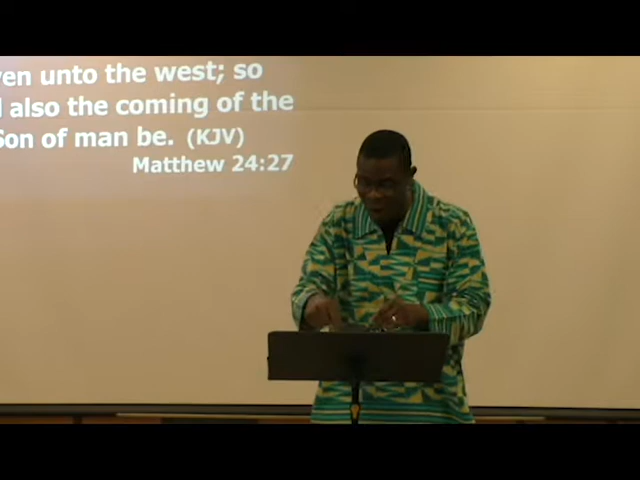 ven unto the west; so
also the coming of the
Son of man be. (KJV)
Matthew 24:27